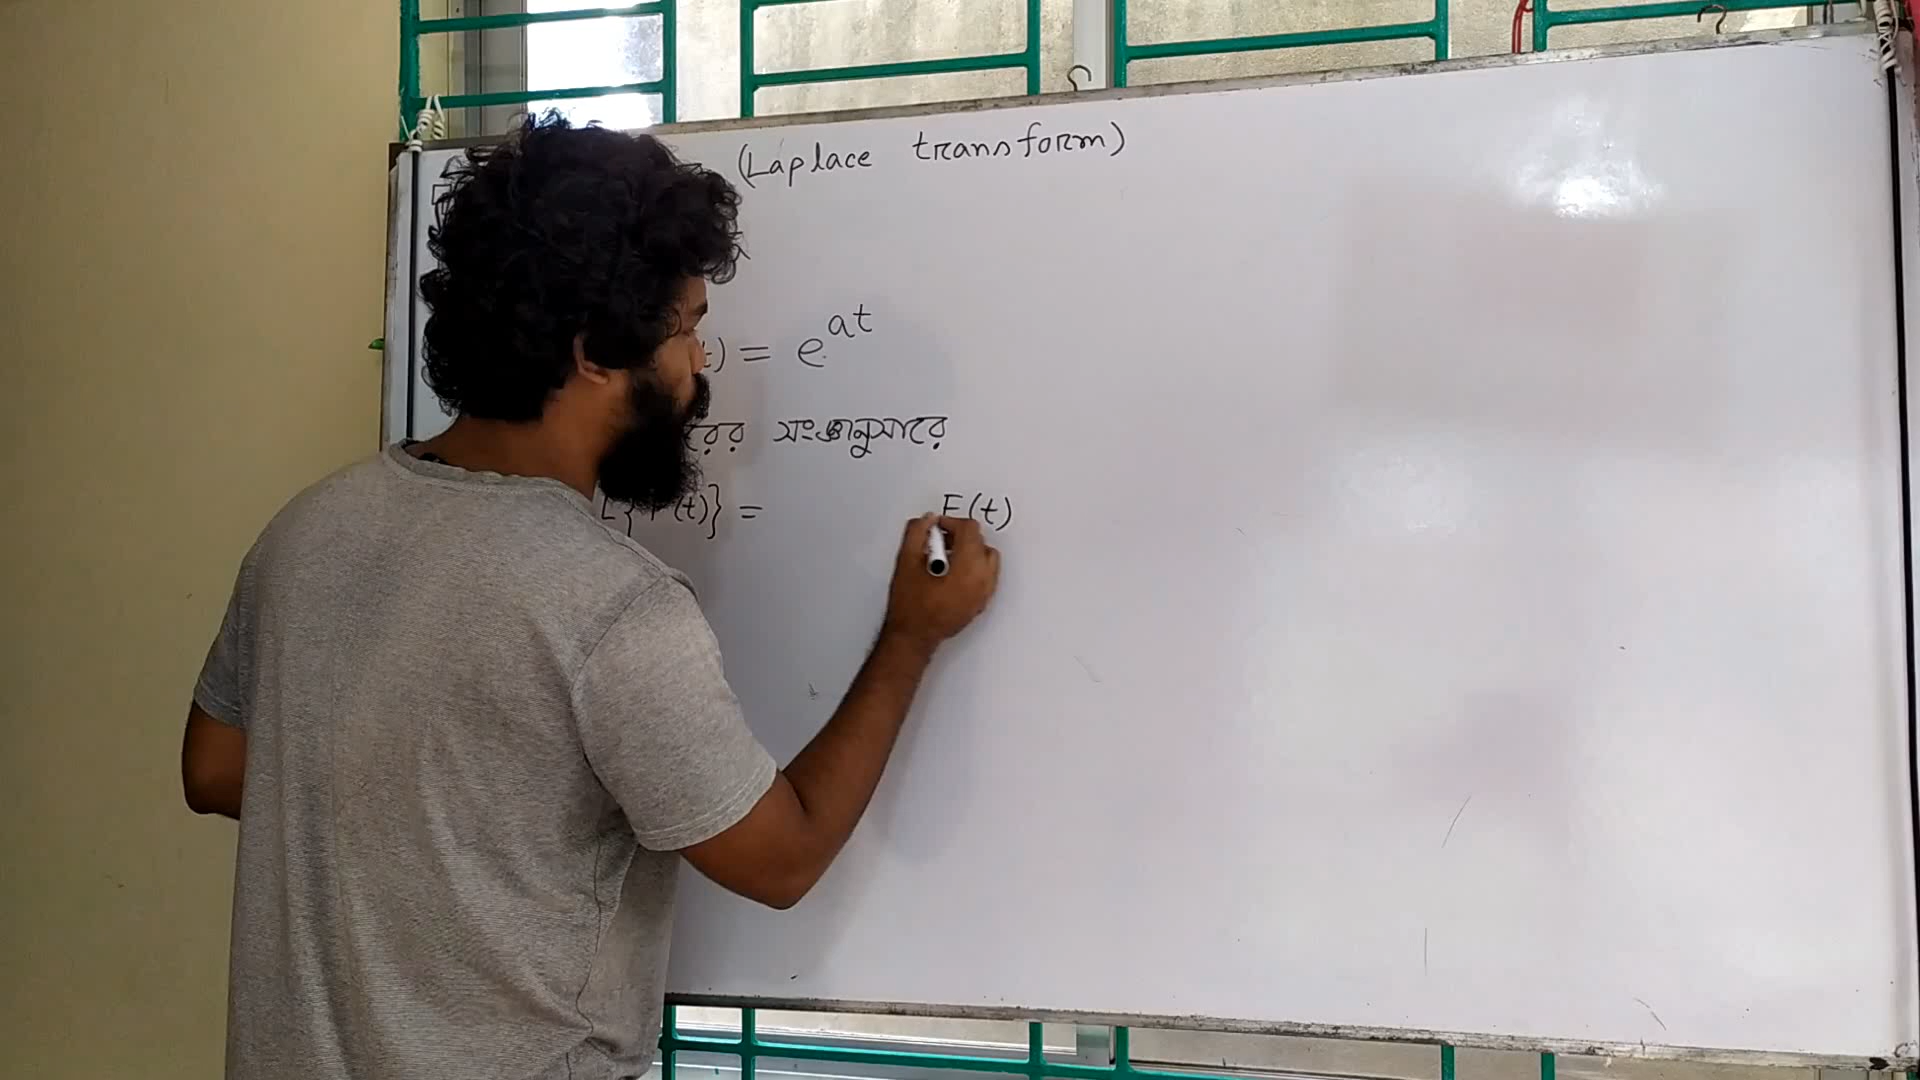 (Laplace transform)
t) = e^{at}
রের সংজ্ঞানুসারে
L{F(t)} = F(t)